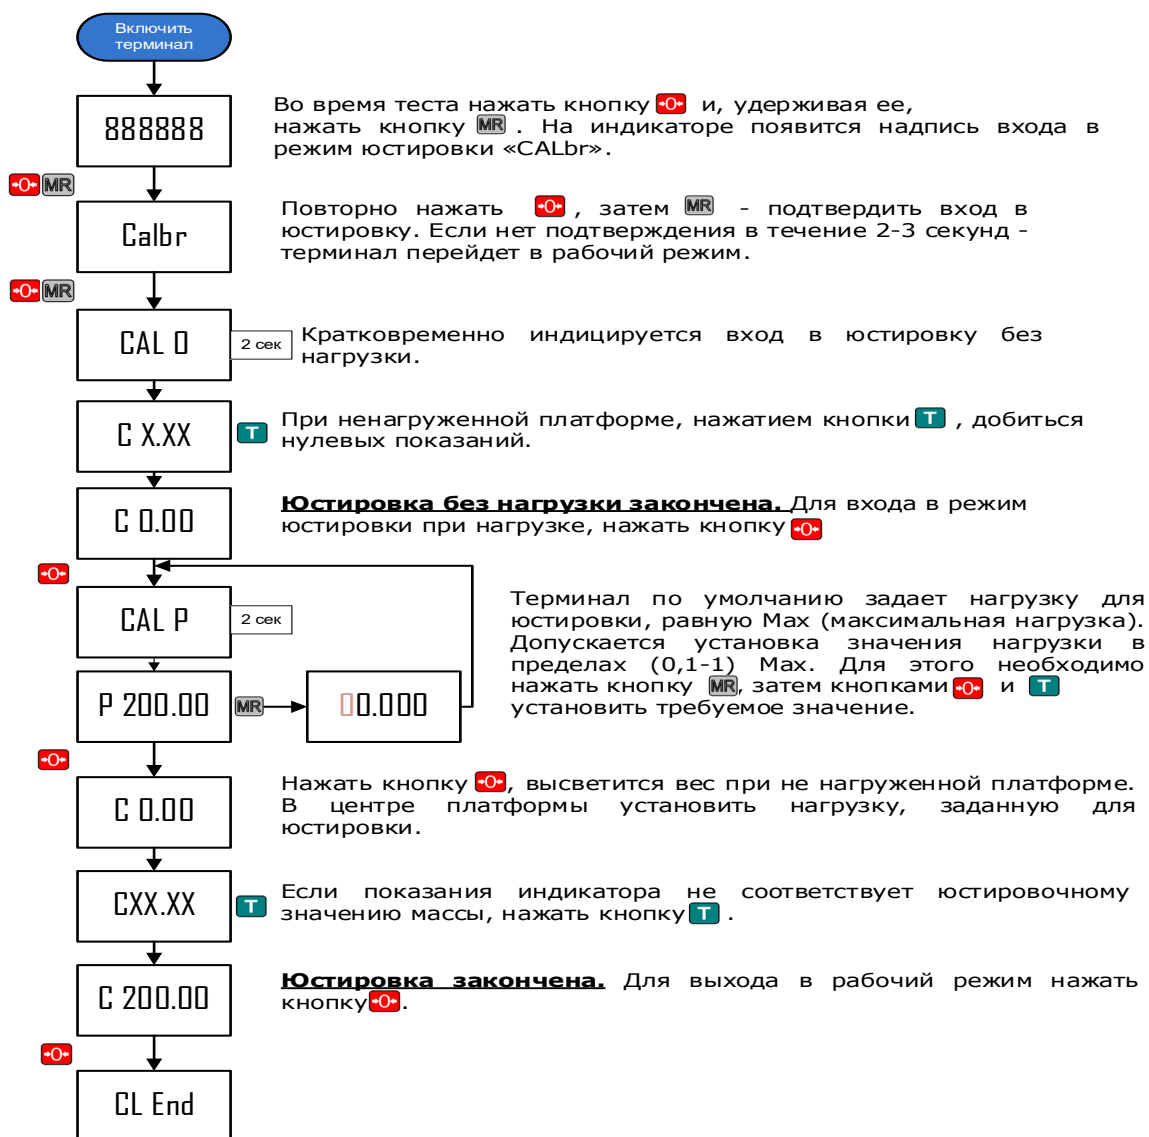 Включить
терминал
888888
Во время теста нажать кнопку →0← и, удерживая ее,
нажать кнопку MR . На индикаторе появится надпись входа в
режим юстировки «CALbr».
→0← MR
Calbr
Повторно нажать →0← , затем MR - подтвердить вход в
юстировку. Если нет подтверждения в течение 2-3 секунд -
терминал перейдет в рабочий режим.
→0← MR
CAL 0
2 сек
Кратковременно индицируется вход в юстировку без
нагрузки.
C X.XX
T
При ненагруженной платформе, нажатием кнопки T , добиться
нулевых показаний.
C 0.00
Юстировка без нагрузки закончена. Для входа в режим
юстировки при нагрузке, нажать кнопку →0←
→0←
CAL P
2 сек
Терминал по умолчанию задает нагрузку для
юстировки, равную Max (максимальная нагрузка).
Допускается установка значения нагрузки в
пределах (0,1-1) Max. Для этого необходимо
нажать кнопку MR, затем кнопками →0← и T
установить требуемое значение.
P 200.00
MR
00.000
→0←
C 0.00
Нажать кнопку →0←, высветится вес при не нагруженной платформе.
В центре платформы установить нагрузку, заданную для
юстировки.
CXX.XX
T
Если показания индикатора не соответствует юстировочному
значению массы, нажать кнопку T .
C 200.00
Юстировка закончена. Для выхода в рабочий режим нажать
кнопку →0←.
→0←
CL End